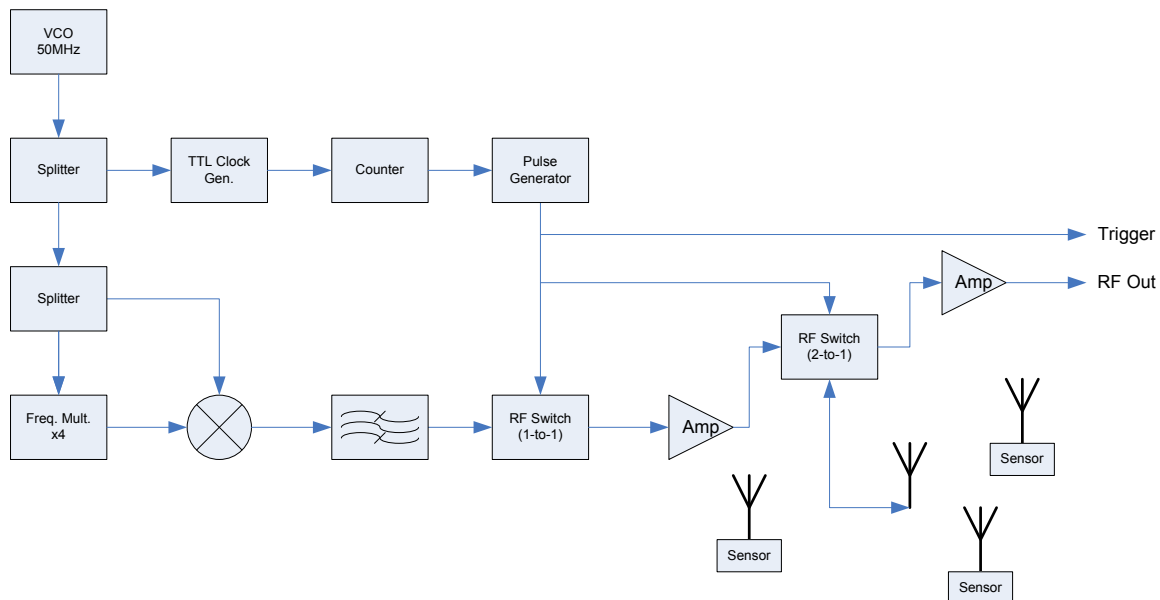 VCO
50MHz
Splitter
TTL Clock
Gen.
Counter
Pulse
Generator
Trigger
Splitter
Amp
RF Out
RF Switch
(2-to-1)
Freq. Mult.
x4
RF Switch
(1-to-1)
Amp
Sensor
Sensor
Sensor